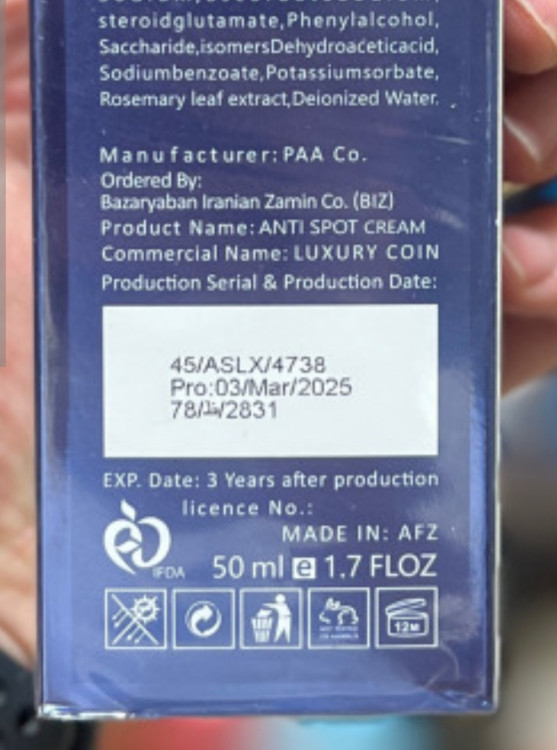 steroidglutamate,Phenylalcohol,
Saccharide,isomersDehydroaceticacid,
Sodiumbenzoate,Potassiumsorbate,
Rosemary leaf extract,Deionized Water.
Manufacturer: PAA Co.
Ordered By:
Bazaryaban Iranian Zamin Co. (BIZ)
Product Name: ANTI SPOT CREAM
Commercial Name: LUXURY COIN
Production Serial & Production Date:
45/ASLX/4738
Pro:03/Mar/2025
78/ظ/2831
EXP. Date: 3 Years after production
licence No.:
MADE IN: AFZ
IFDA
50 ml e 1.7 FLOZ
12M